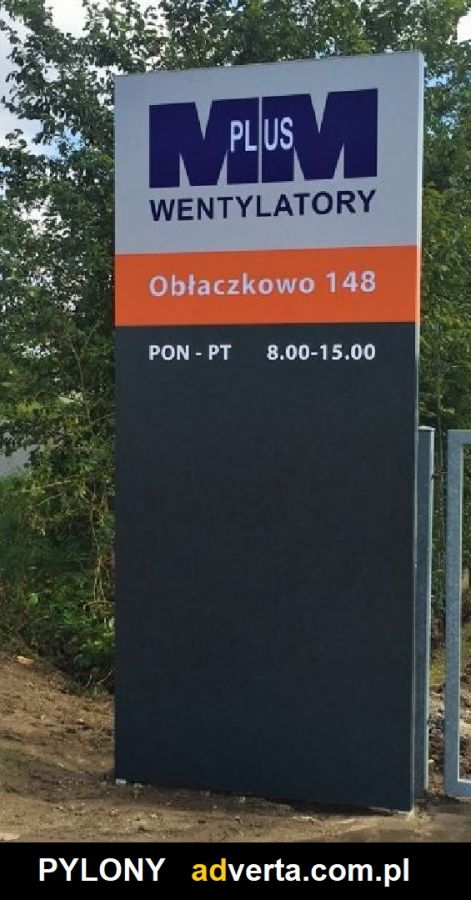 MM
PLUS
WENTYLATORY
Obłaczkowo 148
PON - PT 8.00-15.00
PYLONY adverta.com.pl